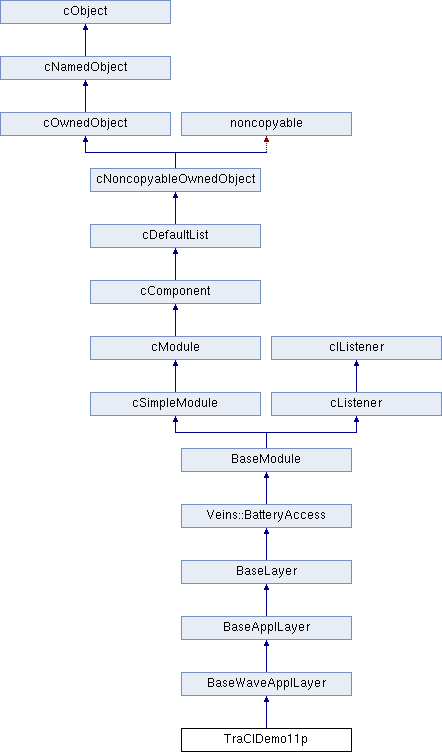 cObject
cNamedObject
cOwnedObject
noncopyable
cNoncopyableOwnedObject
cDefaultList
cComponent
cModule
cIListener
cSimpleModule
cListener
BaseModule
Veins::BatteryAccess
BaseLayer
BaseApplLayer
BaseWaveApplLayer
TraCIDemo11p